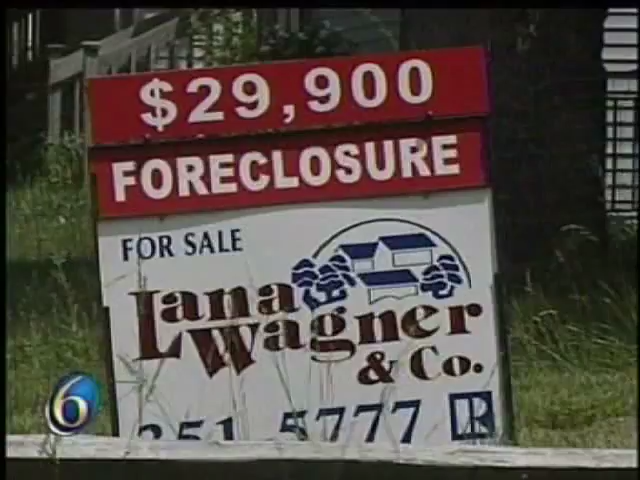 $29,900
FORECLOSURE
FOR SALE
Lana
Wagner
& Co.
351 5777 R
6